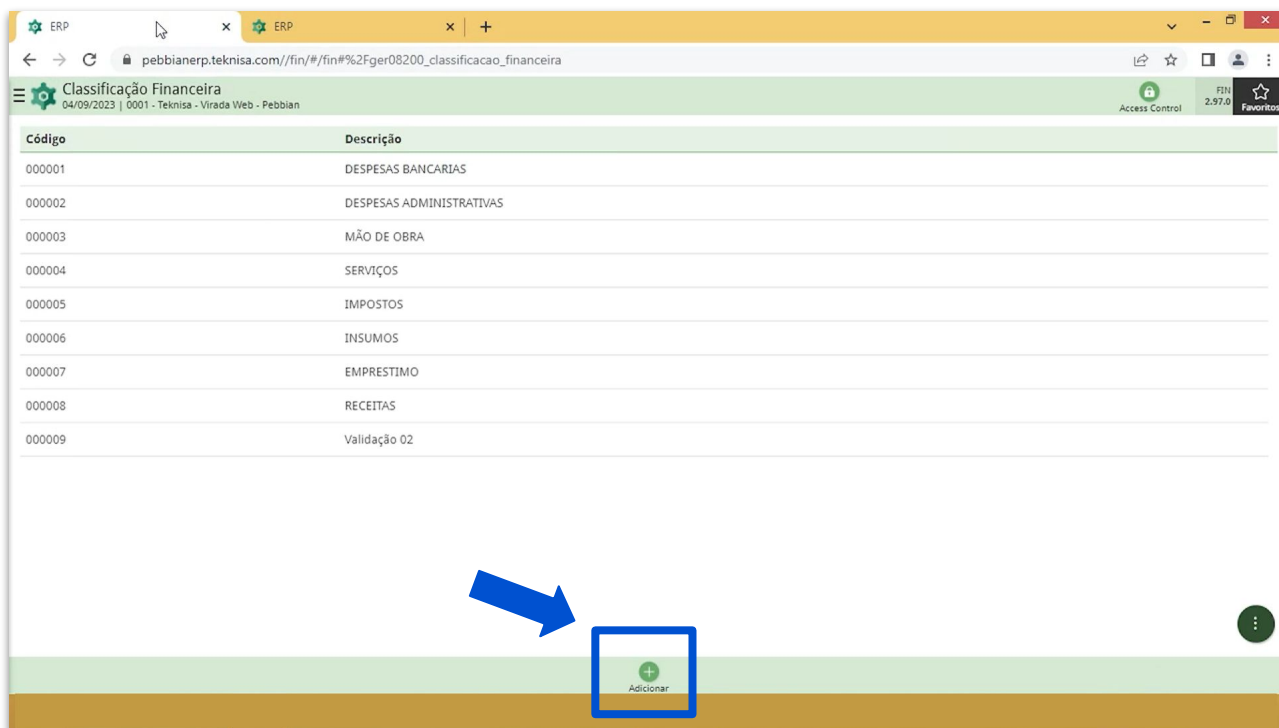 ERP
ERP
pebbianerp.teknisa.com//fin/#/fin#%2Fger08200_classificacao_financeira
Classificação Financeira
04/09/2023 | 0001 - Teknisa - Virada Web - Pebbian
Access Control
FIN
2.97.0
Favoritos
Código Descrição
000001 DESPESAS BANCARIAS
000002 DESPESAS ADMINISTRATIVAS
000003 MÃO DE OBRA
000004 SERVIÇOS
000005 IMPOSTOS
000006 INSUMOS
000007 EMPRESTIMO
000008 RECEITAS
000009 Validação 02
Adicionar